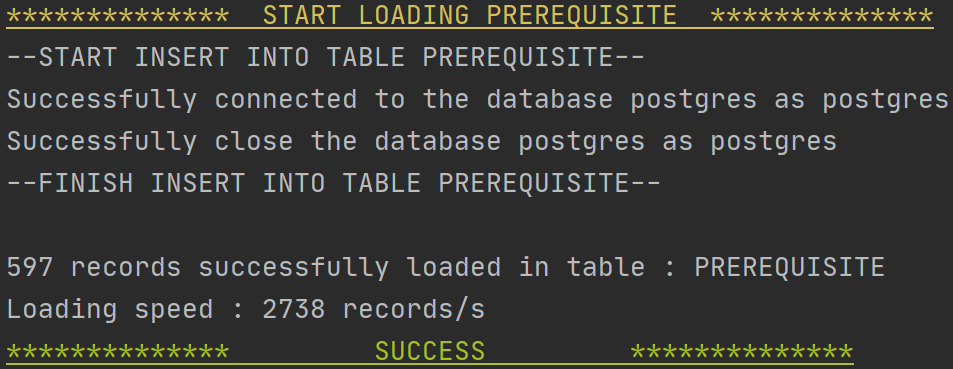 **************  START LOADING PREREQUISITE  **************
--START INSERT INTO TABLE PREREQUISITE--
Successfully connected to the database postgres as postgres
Successfully close the database postgres as postgres
--FINISH INSERT INTO TABLE PREREQUISITE--
597 records successfully loaded in table : PREREQUISITE
Loading speed : 2738 records/s
**************         SUCCESS         **************